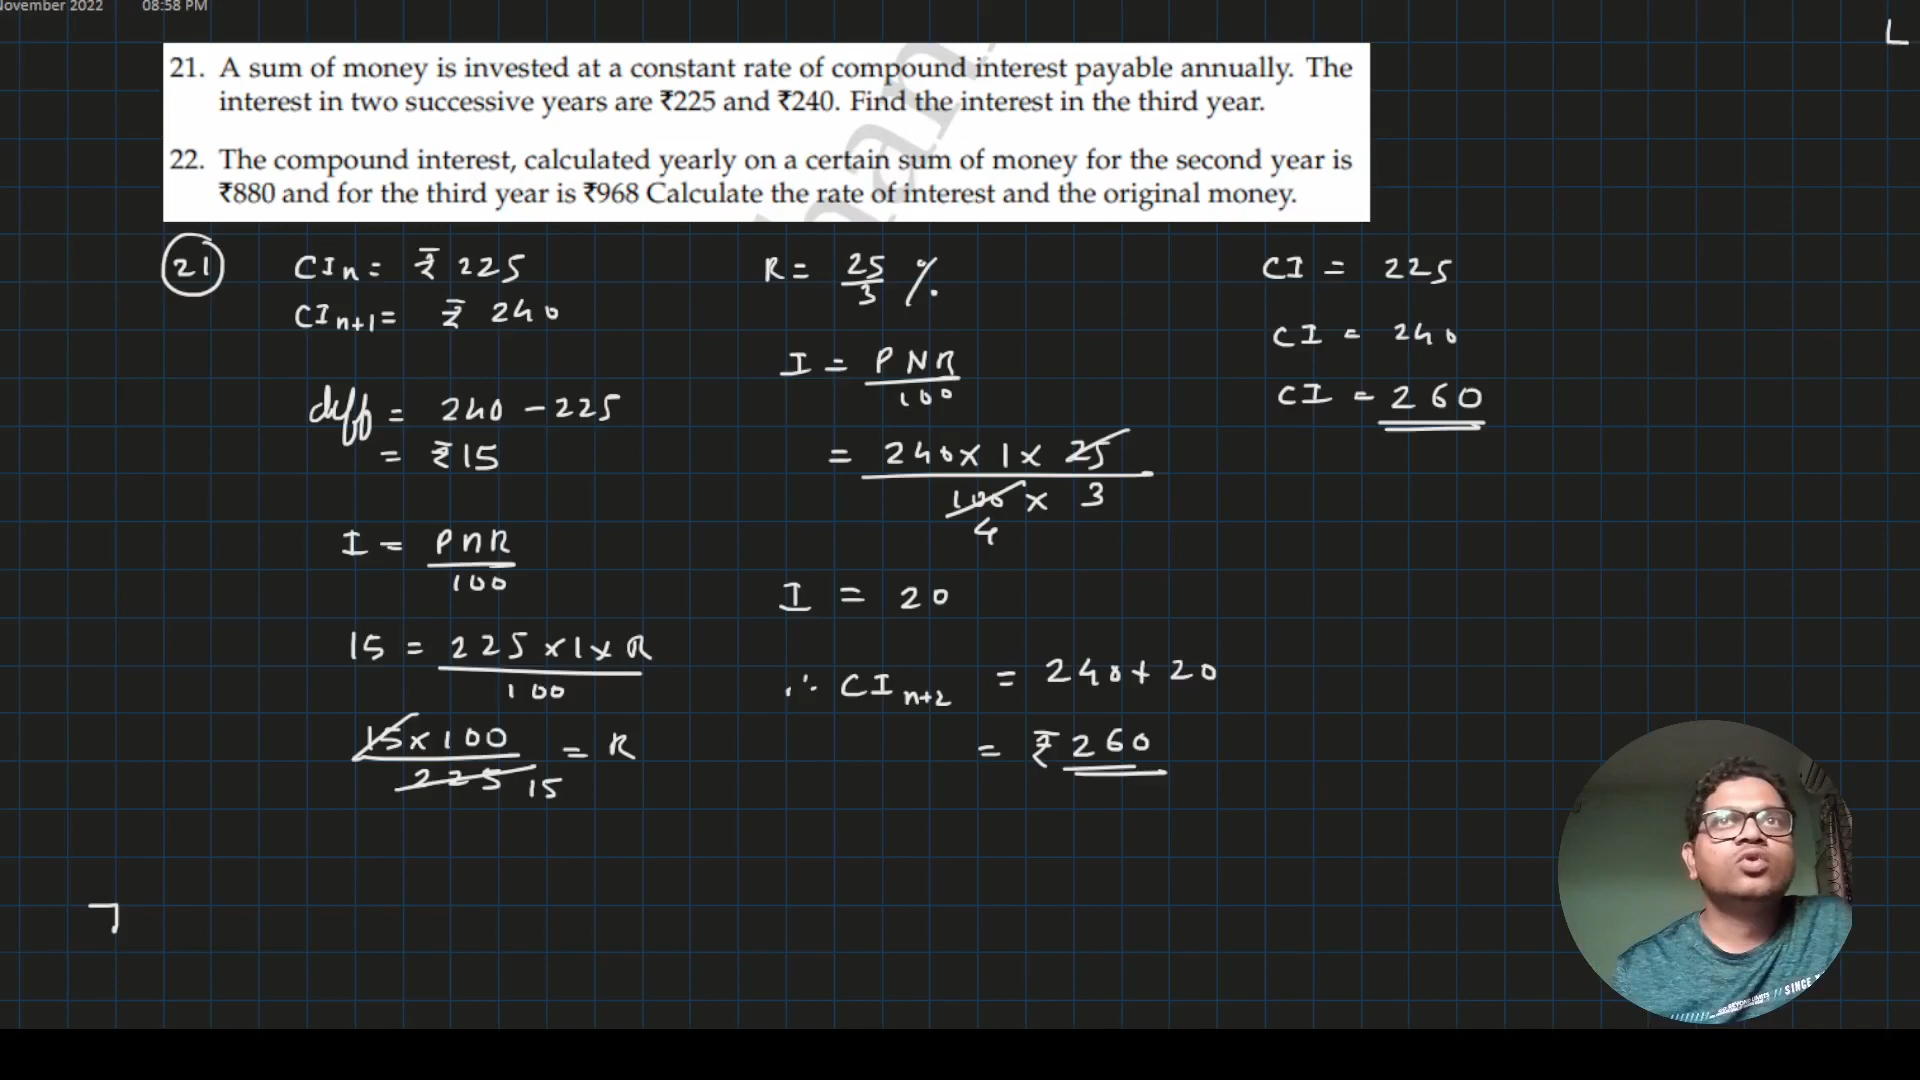 November 2022 08:58 PM
21. A sum of money is invested at a constant rate of compound interest payable annually. The
interest in two successive years are ₹225 and ₹240. Find the interest in the third year.
22. The compound interest, calculated yearly on a certain sum of money for the second year is
₹880 and for the third year is ₹968 Calculate the rate of interest and the original money.
21
CIn = ₹ 225
CIn+1 = ₹ 240
diff = 240 - 225
= ₹ 15
I = PnR
100
15 = 225 × 1 × R
100
15 × 100 = R
225 15
R = 25 %.
3
I = PNR
100
= 240 × 1 × 25
100 × 3
4
I = 20
∴ CIn+2 = 240 + 20
= ₹ 260
CI = 225
CI = 240
CI = 260
// SINCE